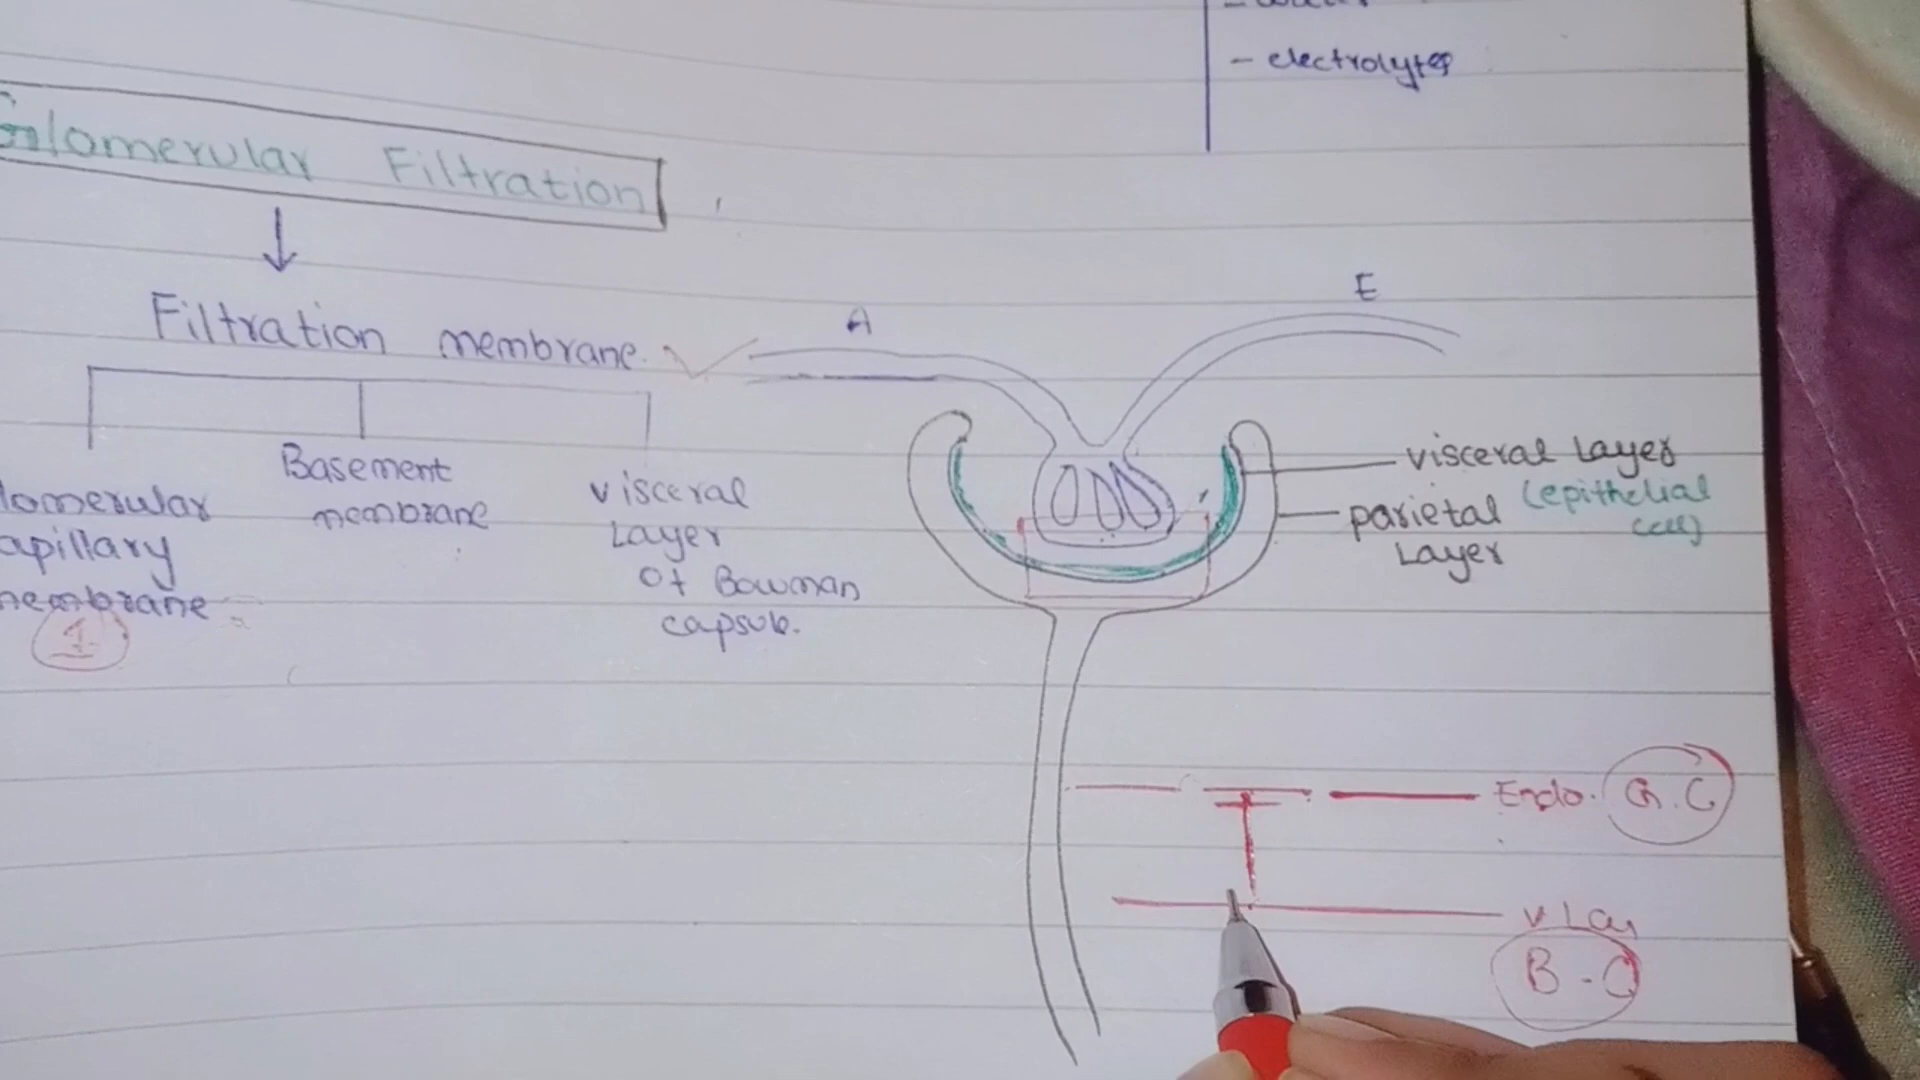 - electrolytes
Glomerular Filtration
Filtration membrane.
A
E
lomerular
apillary
membrane
1.
Basement
membrane
visceral
Layer
Of Bowman
capsule.
visceral Layer
(epithelial
cell)
parietal
Layer
Endo. G.C
V Lay
B.C